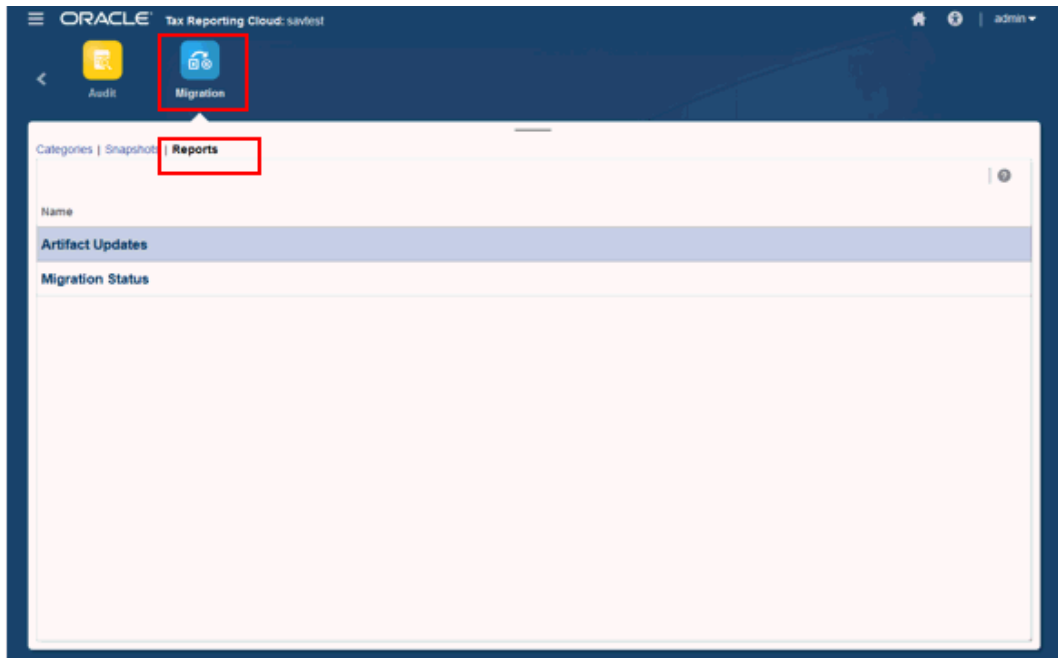 ORACLE Tax Reporting Cloud: savtest admin
Audit Migration
Categories | Snapshots | Reports
Name
Artifact Updates
Migration Status